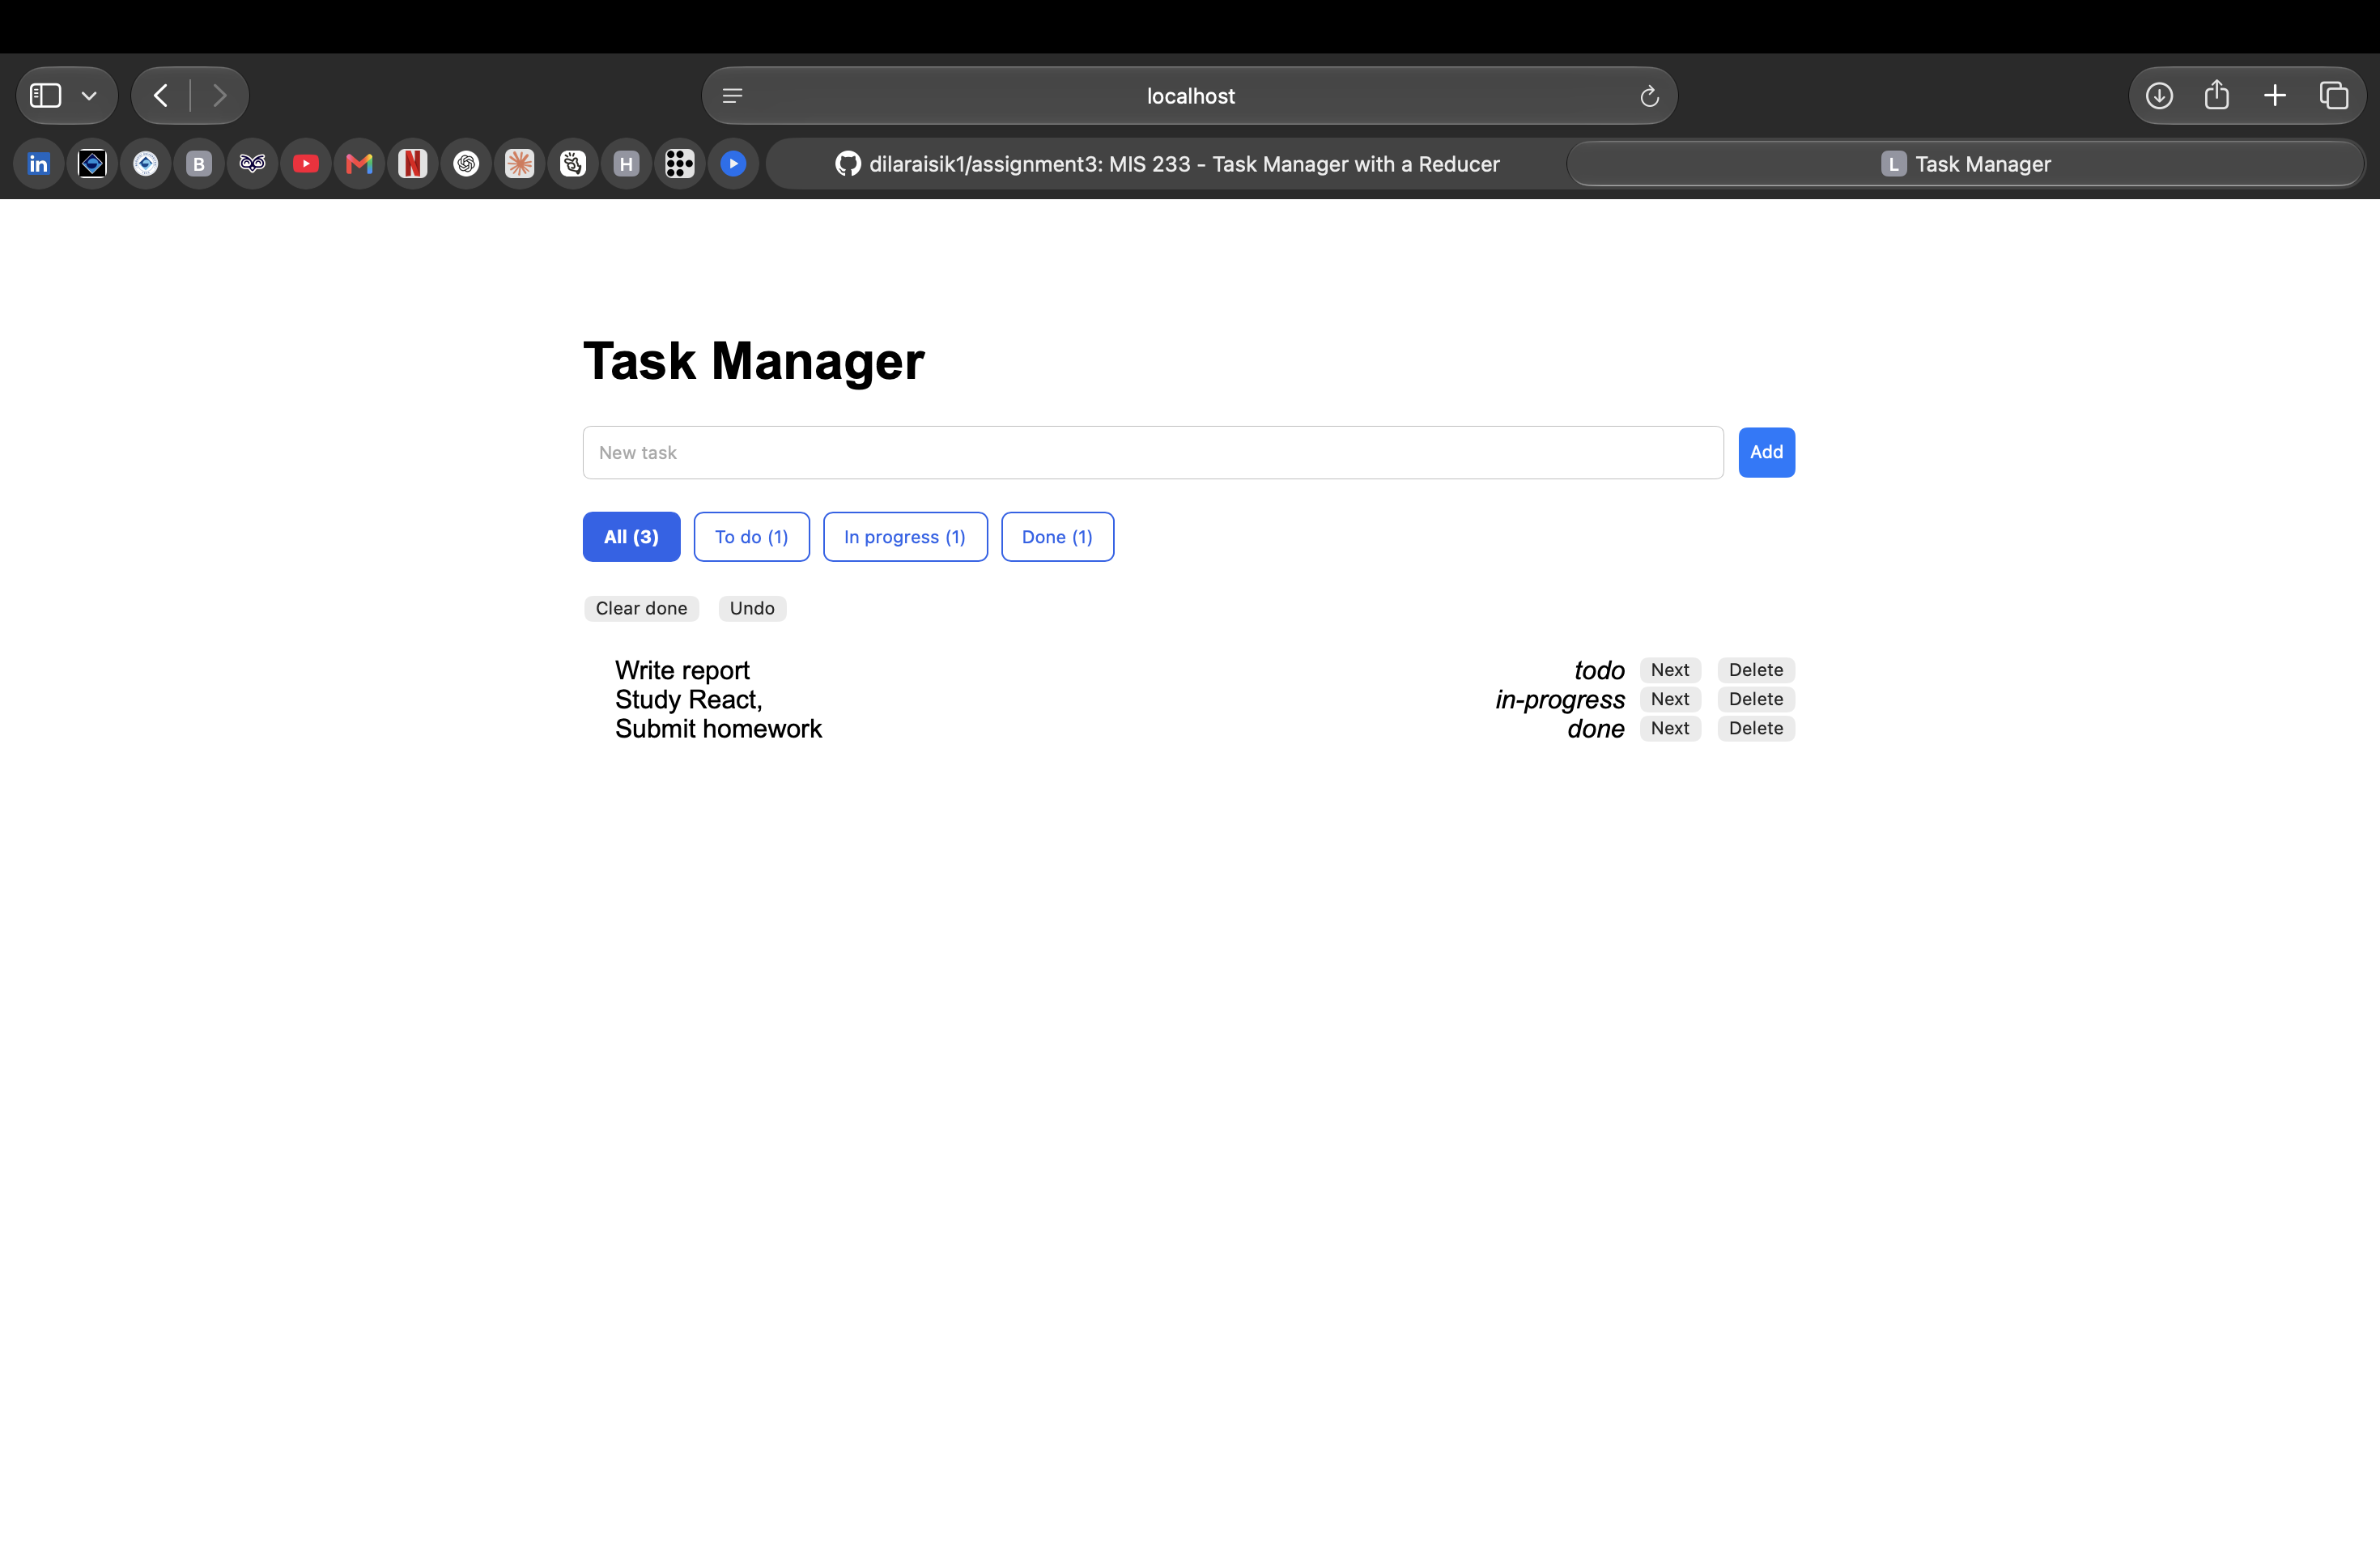 localhost
in
B
N
H
dilaraisik1/assignment3: MIS 233 - Task Manager with a Reducer
L Task Manager
Task Manager
New task
Add
All (3) To do (1) In progress (1) Done (1)
Clear done Undo
Write report todo Next Delete
Study React, in-progress Next Delete
Submit homework done Next Delete